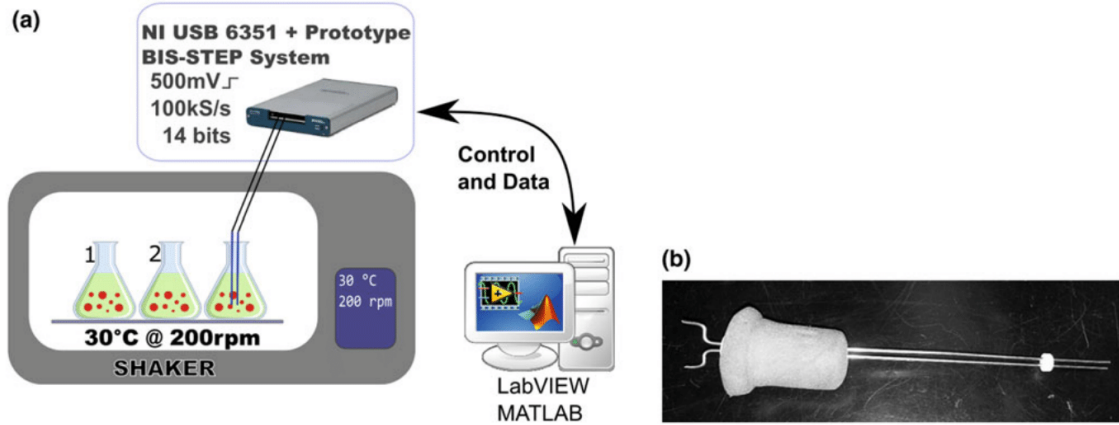 (a)
NI USB 6351 + Prototype
BIS-STEP System
500mV
100kS/s
14 bits
Control
and Data
1
2
30 °C
200 rpm
30°C @ 200rpm
SHAKER
LabVIEW
MATLAB
(b)